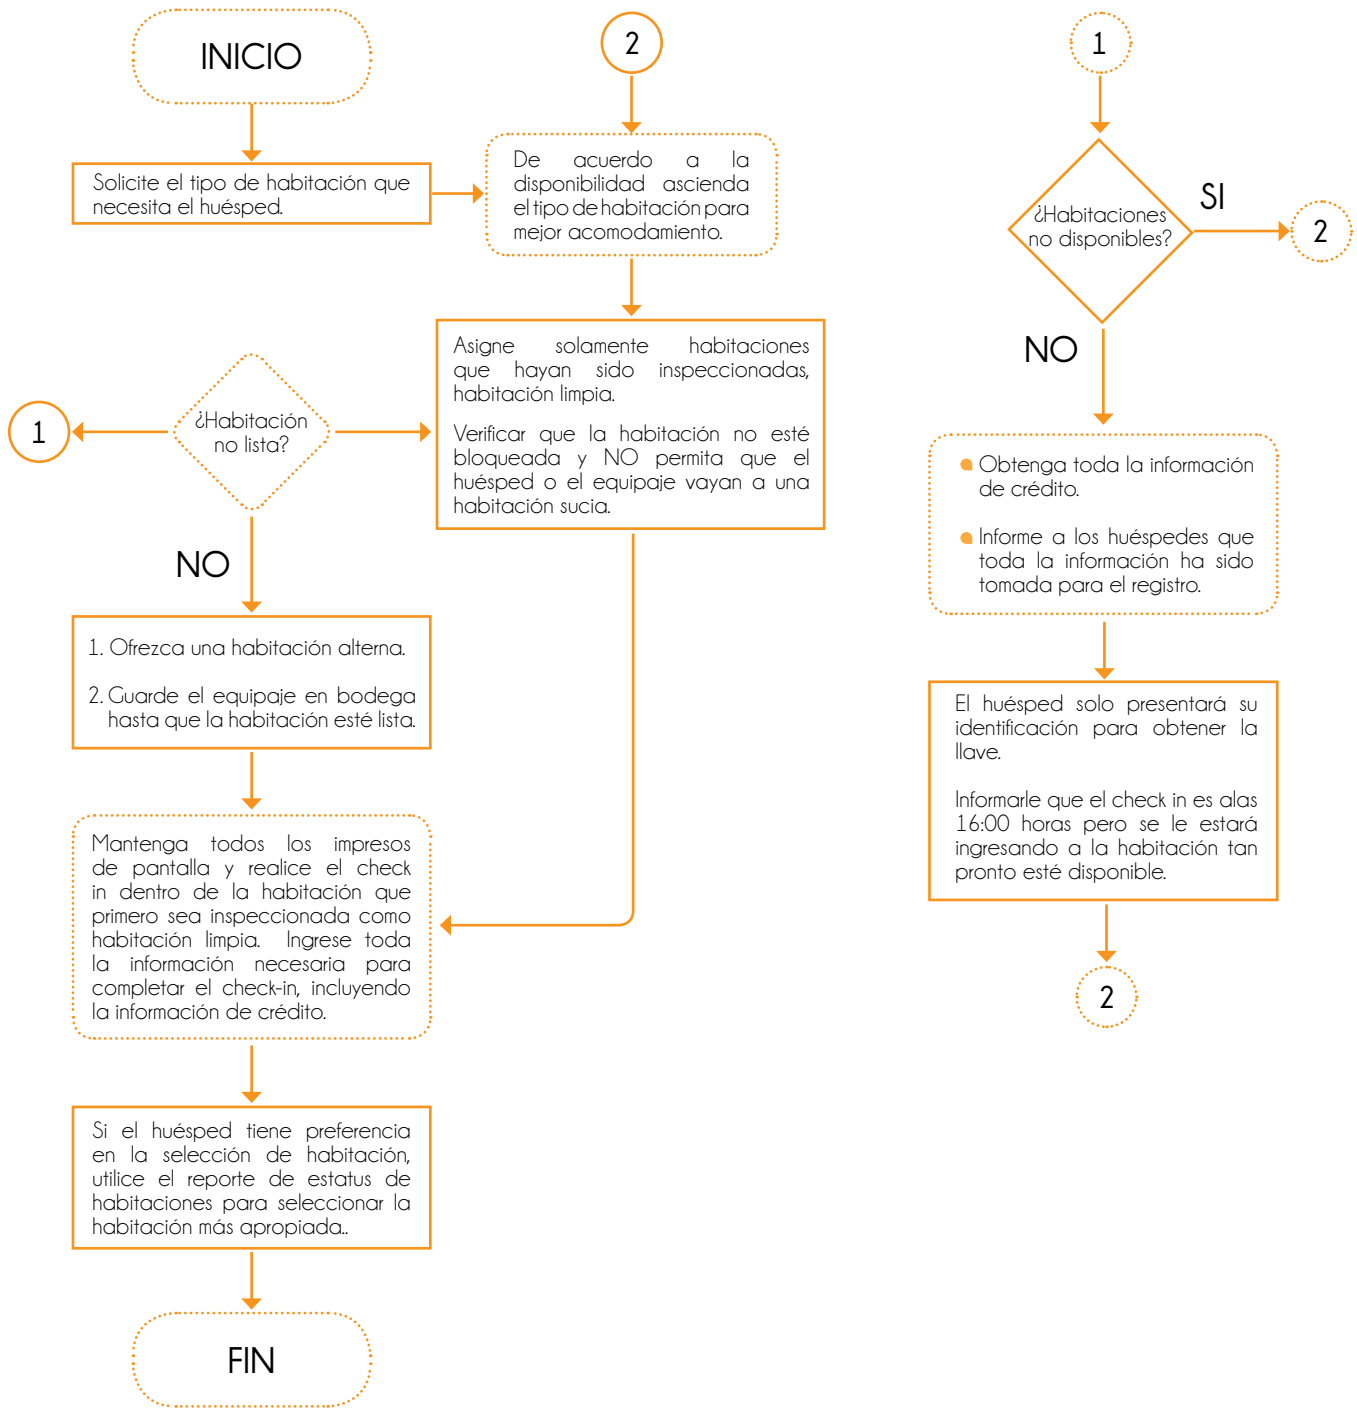 INICIO
Solicite el tipo de habitación que
necesita el huésped.
2
De acuerdo a la
disponibilidad ascienda
el tipo de habitación para
mejor acomodamiento.
Asigne solamente habitaciones
que hayan sido inspeccionadas,
habitación limpia.
Verificar que la habitación no esté
bloqueada y NO permita que el
huésped o el equipaje vayan a una
habitación sucia.
¿Habitación
no lista?
1
NO
1. Ofrezca una habitación alterna.
2. Guarde el equipaje en bodega
hasta que la habitación esté lista.
Mantenga todos los impresos
de pantalla y realice el check
in dentro de la habitación que
primero sea inspeccionada como
habitación limpia. Ingrese toda
la información necesaria para
completar el check-in, incluyendo
la información de crédito.
Si el huésped tiene preferencia
en la selección de habitación,
utilice el reporte de estatus de
habitaciones para seleccionar la
habitación más apropiada..
FIN
1
¿Habitaciones
no disponibles?
SI
2
NO
Obtenga toda la información
de crédito.
Informe a los huéspedes que
toda la información ha sido
tomada para el registro.
El huésped solo presentará su
identificación para obtener la
llave.
Informarle que el check in es alas
16:00 horas pero se le estará
ingresando a la habitación tan
pronto esté disponible.
2